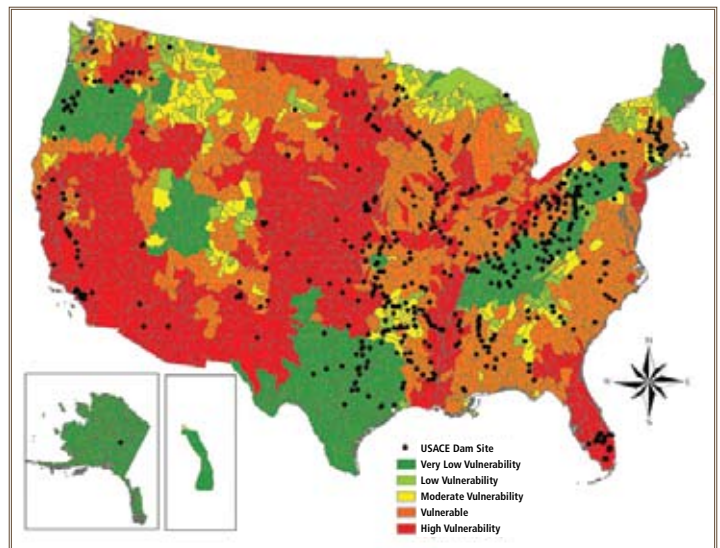 N
E
S
USACE Dam Site
Very Low Vulnerability
Low Vulnerability
Moderate Vulnerability
Vulnerable
High Vulnerability